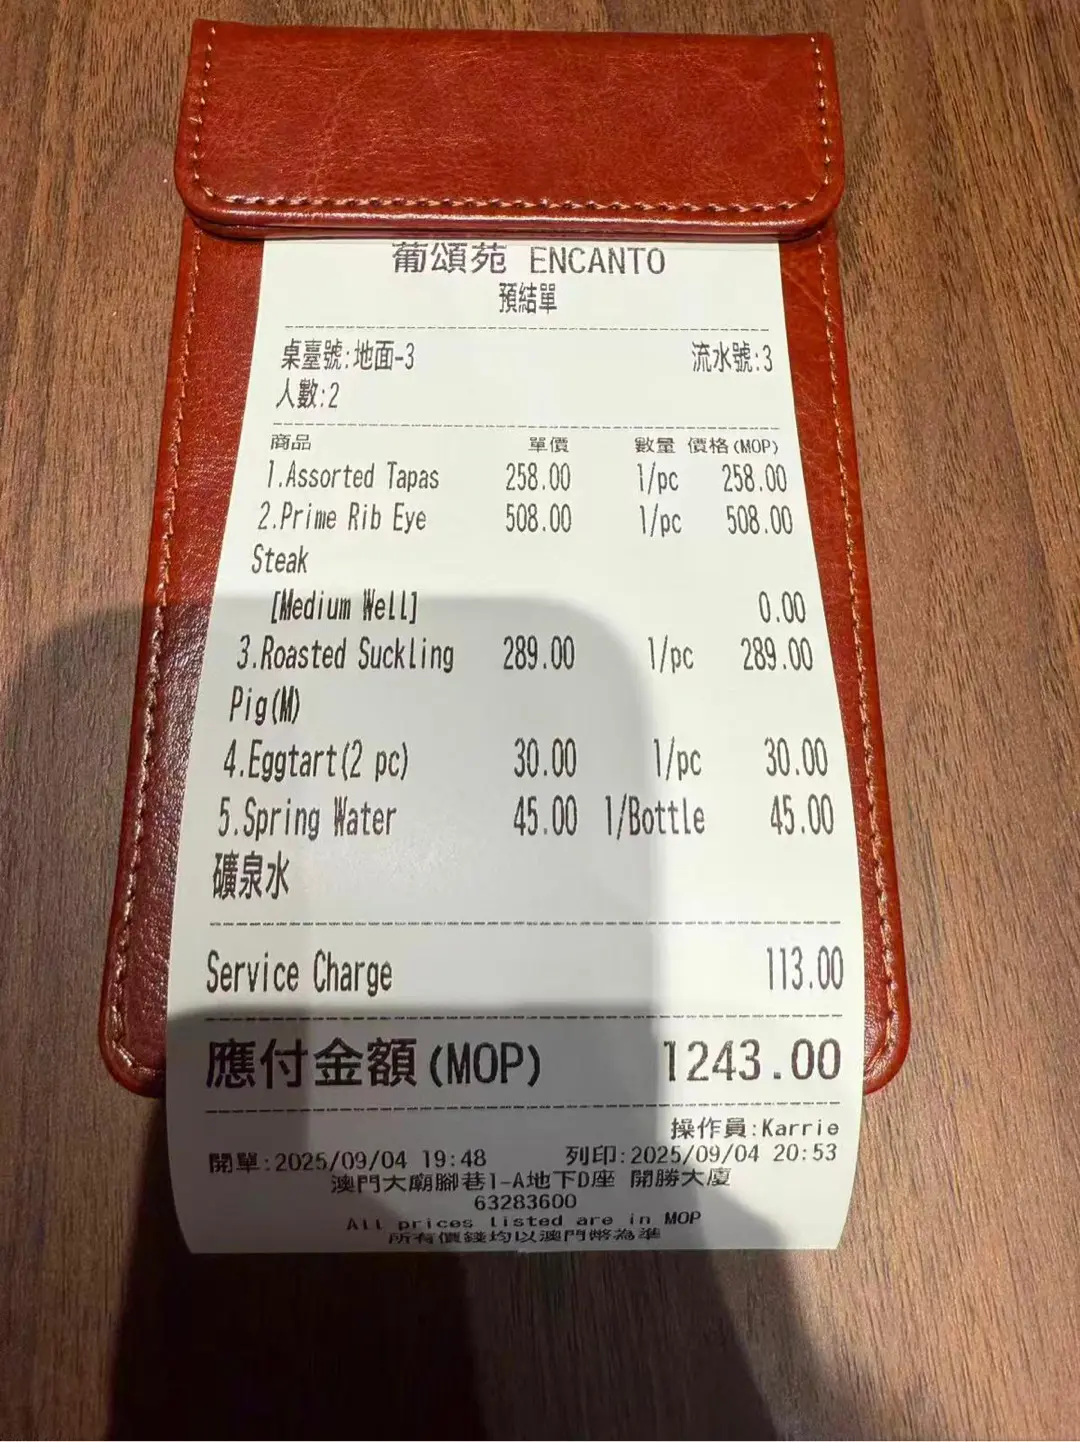 葡頌苑 ENCANTO
預結單
桌臺號:地面-3 流水號:3
人數:2
商品 單價 數量 價格(MOP)
1.Assorted Tapas 258.00 1/pc 258.00
2.Prime Rib Eye 508.00 1/pc 508.00
Steak
[Medium Well] 0.00
3.Roasted Suckling 289.00 1/pc 289.00
Pig(M)
4.Eggtart(2 pc) 30.00 1/pc 30.00
5.Spring Water 45.00 1/Bottle 45.00
礦泉水
Service Charge 113.00
應付金額(MOP) 1243.00
操作員:Karrie
開單:2025/09/04 19:48 列印:2025/09/04 20:53
澳門大廟腳巷1-A地下D座 開勝大廈
63283600
All prices listed are in MOP
所有價錢均以澳門幣為準